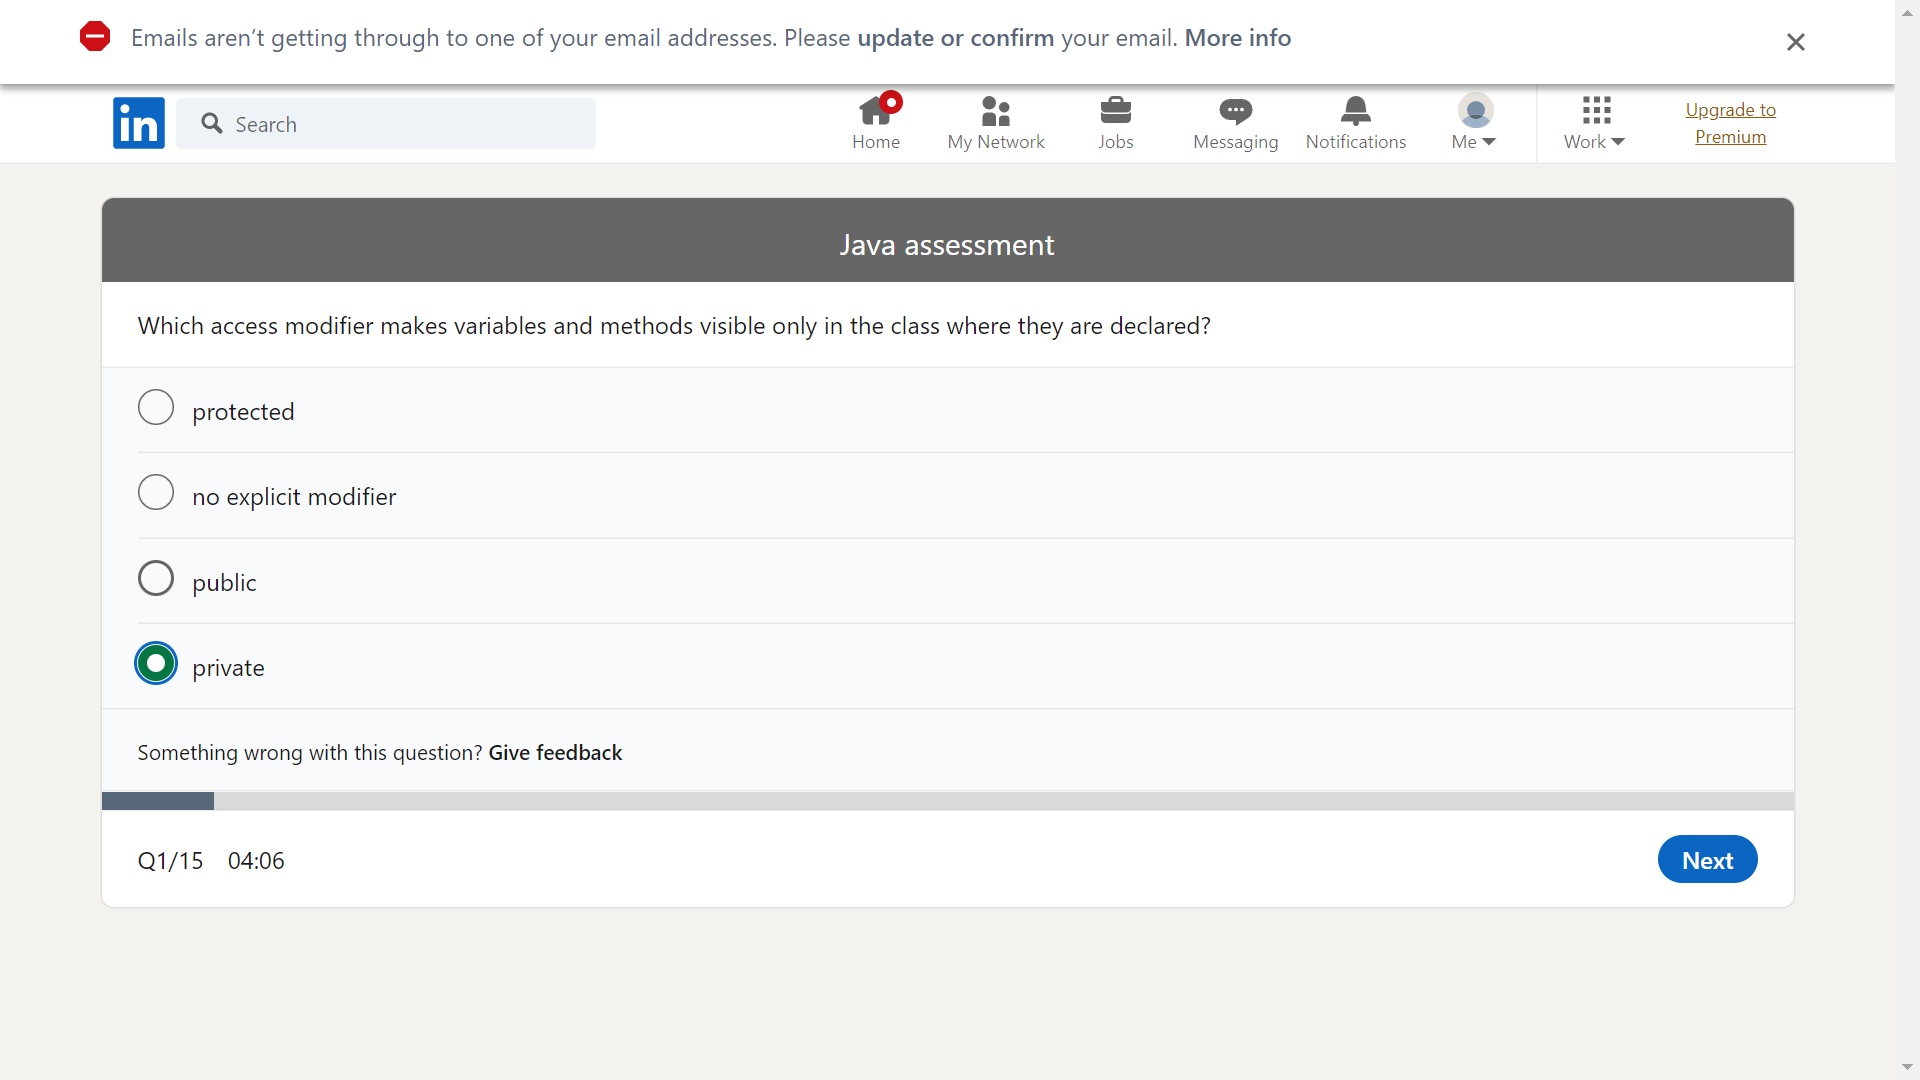 Emails aren't getting through to one of your email addresses. Please update or confirm your email. More info
in
Search
Home
My Network
Jobs
Messaging
Notifications
Me
Work
Upgrade to
Premium
Java assessment
Which access modifier makes variables and methods visible only in the class where they are declared?
protected
no explicit modifier
public
private
Something wrong with this question? Give feedback
Q1/15 04:06
Next